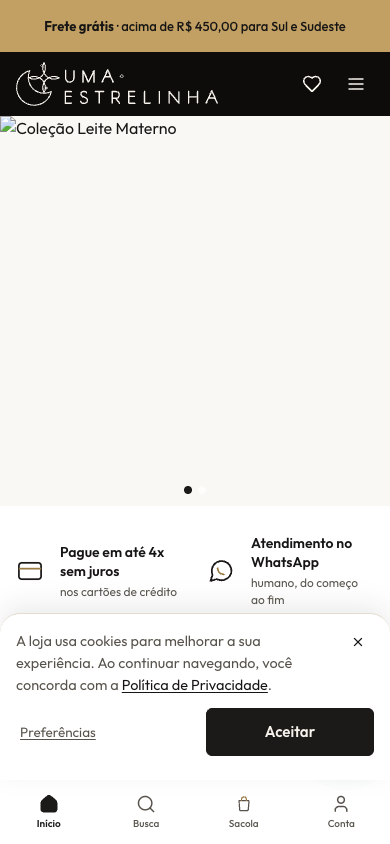 Frete grátis · acima de R$ 450,00 para Sul e Sudeste
UMA
ESTRELINHA
Coleção Leite Materno
Pague em até 4x
sem juros
nos cartões de crédito
Atendimento no
WhatsApp
humano, do começo
ao fim
A loja usa cookies para melhorar a sua
experiência. Ao continuar navegando, você
concorda com a Política de Privacidade.
Preferências
Aceitar
Início
Busca
Sacola
Conta